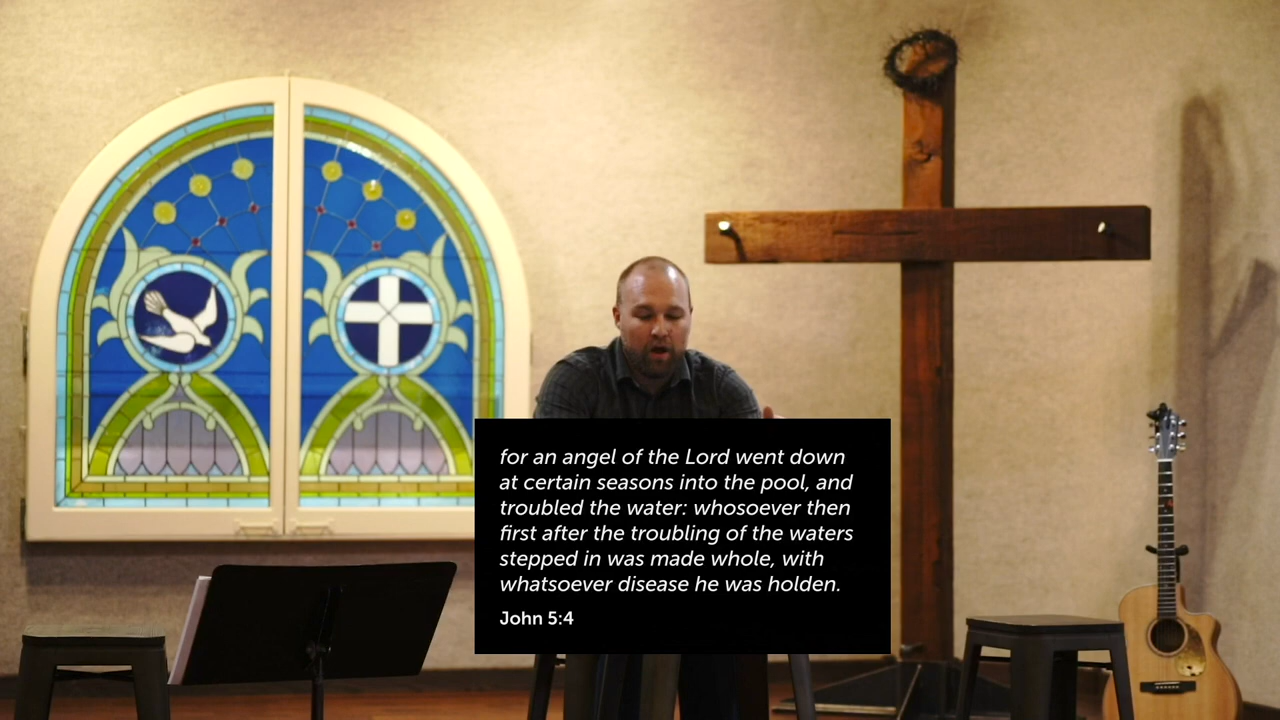 for an angel of the Lord went down
at certain seasons into the pool, and
troubled the water: whosoever then
first after the troubling of the waters
stepped in was made whole, with
whatsoever disease he was holden.
John 5:4